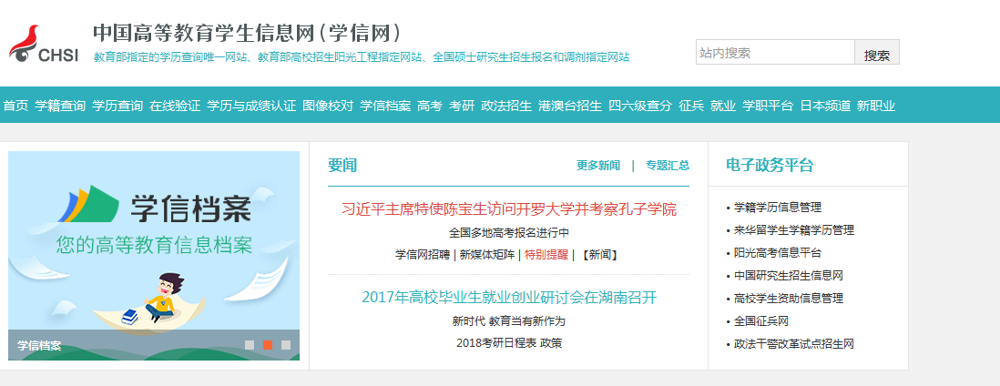 CHSI
中国高等教育学生信息网(学信网)
教育部指定的学历查询唯一网站、教育部高校招生阳光工程指定网站、全国硕士研究生招生报名和调剂指定网站
站内搜索 搜索
首页 学籍查询 学历查询 在线验证 学历与成绩认证 图像校对 学信档案 高考 考研 政法招生 港澳台招生 四六级查分 征兵 就业 学职平台 日本频道 新职业
学信档案
您的高等教育信息档案
学信档案
要闻 更多新闻 | 专题汇总
习近平主席特使陈宝生访问开罗大学并考察孔子学院
全国多地高考报名进行中
学信网招聘 | 新媒体矩阵 | 特别提醒 | 【新闻】
2017年高校毕业生就业创业研讨会在湖南召开
新时代 教育当有新作为
2018考研日程表 政策
电子政务平台
• 学籍学历信息管理
• 来华留学生学籍学历管理
• 阳光高考信息平台
• 中国研究生招生信息网
• 高校学生资助信息管理
• 全国征兵网
• 政法干警改革试点招生网